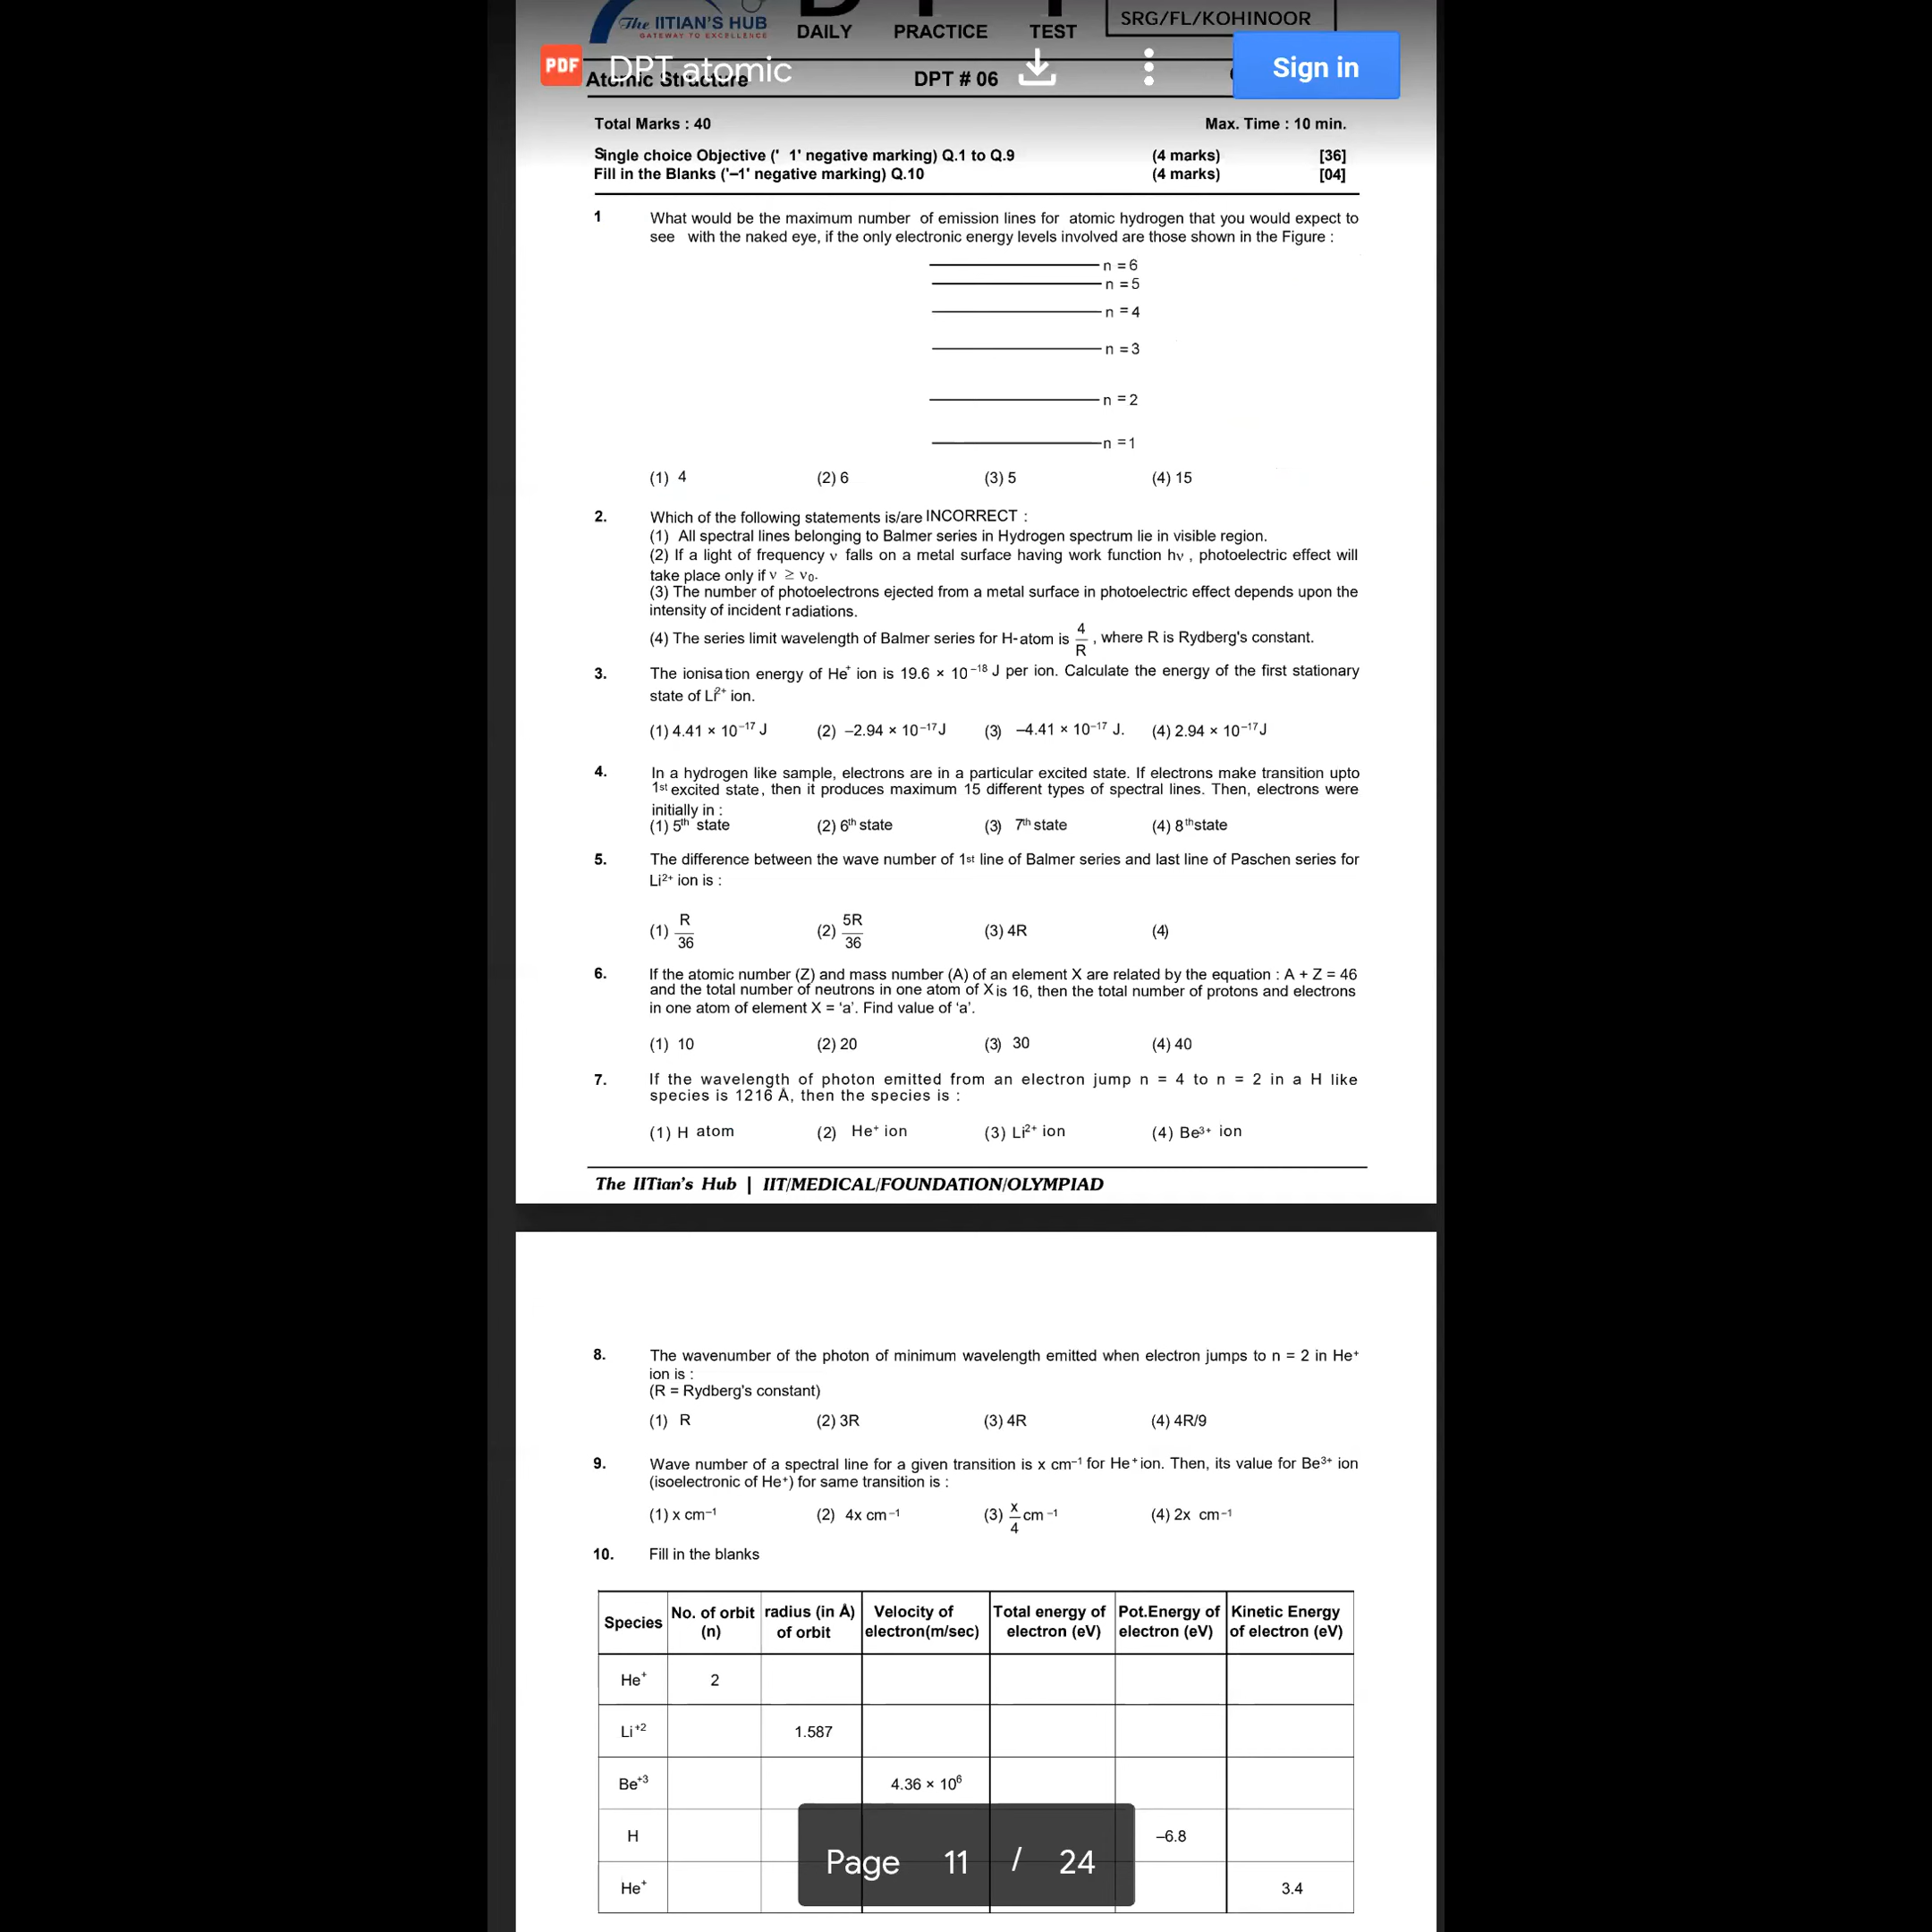 The IITIAN'S HUB
GATEWAY TO EXCELLENCE
DAILY PRACTICE TEST
SRG/FL/KOHINOOR
PDF DPT atomic Sign in
Atomic Structure DPT # 06
Total Marks : 40 Max. Time : 10 min.
Single choice Objective (' 1' negative marking) Q.1 to Q.9 (4 marks) [36]
Fill in the Blanks ('–1' negative marking) Q.10 (4 marks) [04]
1 What would be the maximum number of emission lines for atomic hydrogen that you would expect to
see with the naked eye, if the only electronic energy levels involved are those shown in the Figure :
n = 6
n = 5
n = 4
n = 3
n = 2
n = 1
(1) 4 (2) 6 (3) 5 (4) 15
2. Which of the following statements is/are INCORRECT :
(1) All spectral lines belonging to Balmer series in Hydrogen spectrum lie in visible region.
(2) If a light of frequency ν falls on a metal surface having work function hν , photoelectric effect will
take place only if ν ≥ ν₀.
(3) The number of photoelectrons ejected from a metal surface in photoelectric effect depends upon the
intensity of incident radiations.
(4) The series limit wavelength of Balmer series for H-atom is 4/R , where R is Rydberg's constant.
3. The ionisation energy of He⁺ ion is 19.6 × 10⁻¹⁸ J per ion. Calculate the energy of the first stationary
state of Li²⁺ ion.
(1) 4.41 × 10⁻¹⁷ J (2) –2.94 × 10⁻¹⁷J (3) –4.41 × 10⁻¹⁷ J. (4) 2.94 × 10⁻¹⁷J
4. In a hydrogen like sample, electrons are in a particular excited state. If electrons make transition upto
1st excited state, then it produces maximum 15 different types of spectral lines. Then, electrons were
initially in :
(1) 5th state (2) 6th state (3) 7th state (4) 8th state
5. The difference between the wave number of 1st line of Balmer series and last line of Paschen series for
Li²⁺ ion is :
(1) R/36 (2) 5R/36 (3) 4R (4)
6. If the atomic number (Z) and mass number (A) of an element X are related by the equation : A + Z = 46
and the total number of neutrons in one atom of X is 16, then the total number of protons and electrons
in one atom of element X = ‘a’. Find value of ‘a’.
(1) 10 (2) 20 (3) 30 (4) 40
7. If the wavelength of photon emitted from an electron jump n = 4 to n = 2 in a H like
species is 1216 Å, then the species is :
(1) H atom (2) He⁺ ion (3) Li²⁺ ion (4) Be³⁺ ion
The IITian's Hub | IIT/MEDICAL/FOUNDATION/OLYMPIAD
8. The wavenumber of the photon of minimum wavelength emitted when electron jumps to n = 2 in He⁺
ion is :
(R = Rydberg's constant)
(1) R (2) 3R (3) 4R (4) 4R/9
9. Wave number of a spectral line for a given transition is x cm⁻¹ for He⁺ ion. Then, its value for Be³⁺ ion
(isoelectronic of He⁺) for same transition is :
(1) x cm⁻¹ (2) 4x cm⁻¹ (3) x/4 cm⁻¹ (4) 2x cm⁻¹
10. Fill in the blanks
Species No. of orbit (n) radius (in Å) of orbit Velocity of electron(m/sec) Total energy of electron (eV) Pot.Energy of electron (eV) Kinetic Energy of electron (eV)
He⁺ 2
Li⁺² 1.587
Be⁺³ 4.36 × 10⁶
H –6.8
Page 11 / 24
He⁺ 3.4